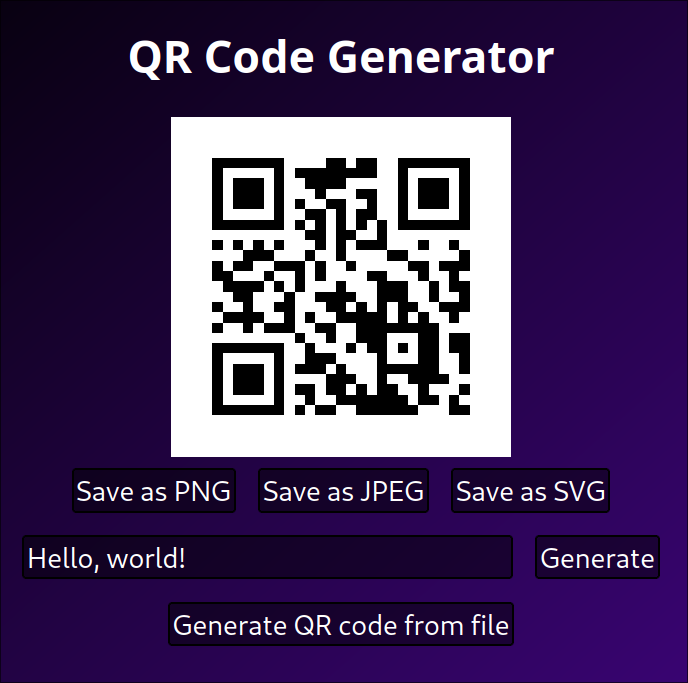 QR Code Generator
Save as PNG Save as JPEG Save as SVG
Hello, world! Generate
Generate QR code from file